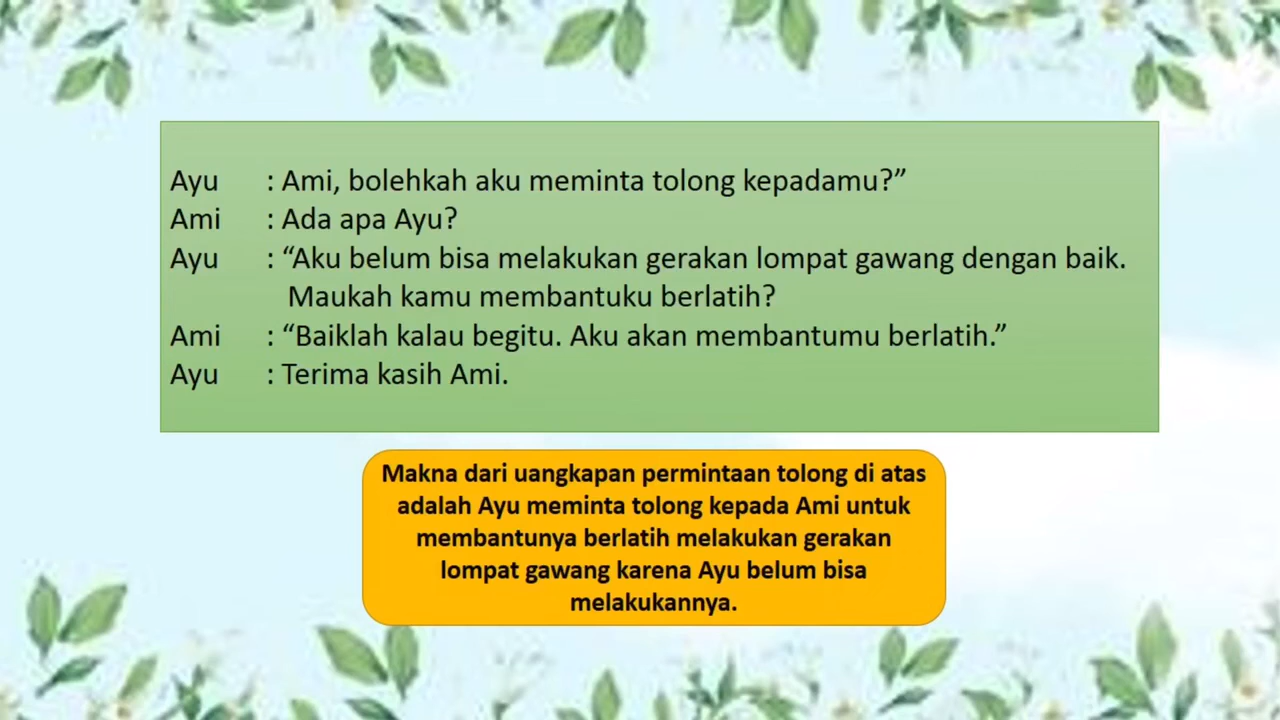 Ayu : Ami, bolehkah aku meminta tolong kepadamu?”
Ami : Ada apa Ayu?
Ayu : “Aku belum bisa melakukan gerakan lompat gawang dengan baik.
Maukah kamu membantuku berlatih?
Ami : “Baiklah kalau begitu. Aku akan membantumu berlatih.”
Ayu : Terima kasih Ami.
Makna dari uangkapan permintaan tolong di atas
adalah Ayu meminta tolong kepada Ami untuk
membantunya berlatih melakukan gerakan
lompat gawang karena Ayu belum bisa
melakukannya.